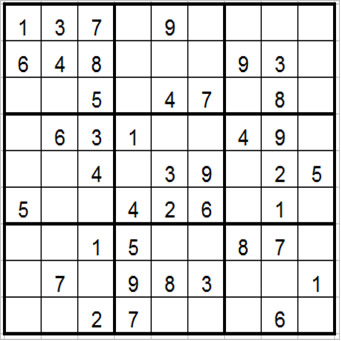 1 3 7 9
6 4 8 9 3
5 4 7 8
6 3 1 4 9
4 3 9 2 5
5 4 2 6 1
1 5 8 7
7 9 8 3 1
2 7 6